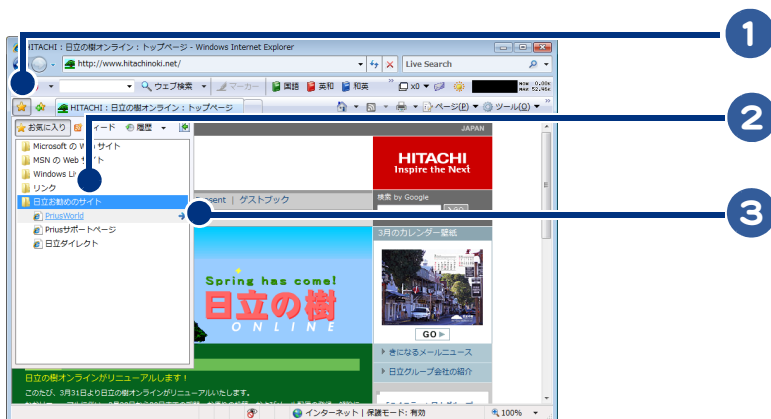 1
HITACHI：日立の樹オンライン：トップページ - Windows Internet Explorer
http://www.hitachinoki.net/
Live Search
2
ウェブ検索
マーカー
国語
英和
和英
x0
HITACHI：日立の樹オンライン：トップページ
ページ(P)
ツール(O)
お気に入り
ィード
履歴
JAPAN
Microsoft の W
サイト
MSN の Web
ト
Windows Li
リンク
日立お勧めのサイト
PriusWorld
Priusサポートページ
日立ダイレクト
HITACHI
Inspire the Next
3
esent | ゲストブック
検索 by Google
GO
3月のカレンダー壁紙
Spring has come!
日立の樹
ONLINE
GO
きになるメールニュース
日立グループ会社の紹介
日立の樹オンラインがリニューアルします！
このたび、3月31日より日立の樹オンラインをリニューアルいたします。
インターネット | 保護モード: 有効
100%